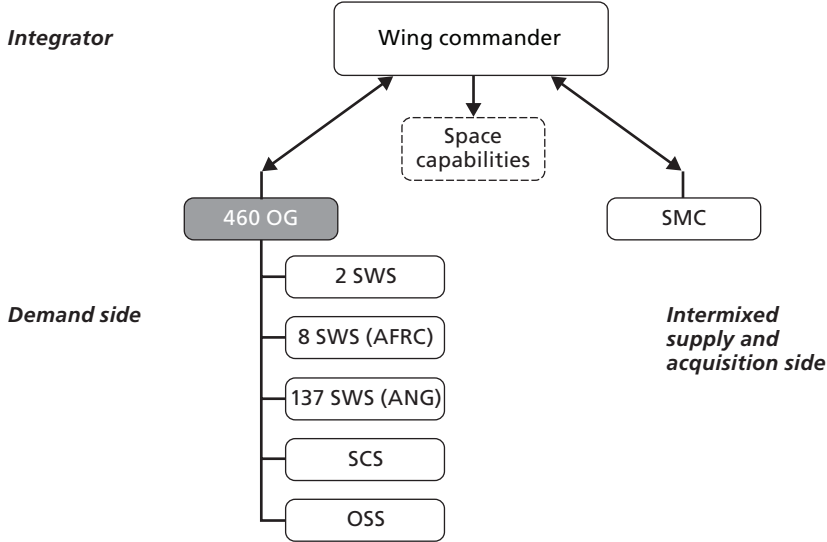 Integrator
Wing commander
Space
capabilities
460 OG
SMC
2 SWS
Demand side
8 SWS (AFRC)
Intermixed
supply and
acquisition side
137 SWS (ANG)
SCS
OSS